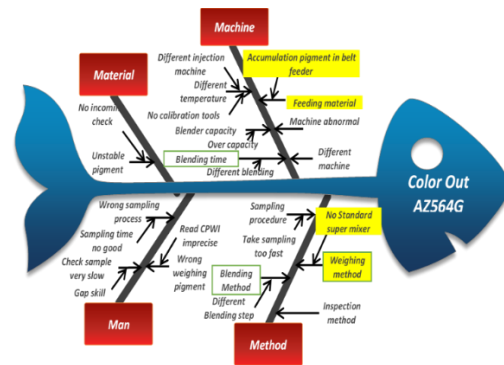 Machine
Material
Different injection
machine
Accumulation pigment in belt
feeder
Different
temperature
Feeding material
No incomin
check
No calibration tools
Machine abnormal
Blender capacity
Over capacity
Unstable
pigment
Blending time
Different
machine
Different blending
Color Out
AZ564G
Wrong sampling
process
Sampling
procedure
No Standard
super mixer
Sampling time
no good
Read CPWI
imprecise
Take sampling
too fast
Check sample
very slow
Wrong
weighing
pigment
Weighing
method
Blending
Method
Gap skill
Different
Blending step
Inspection
method
Man
Method